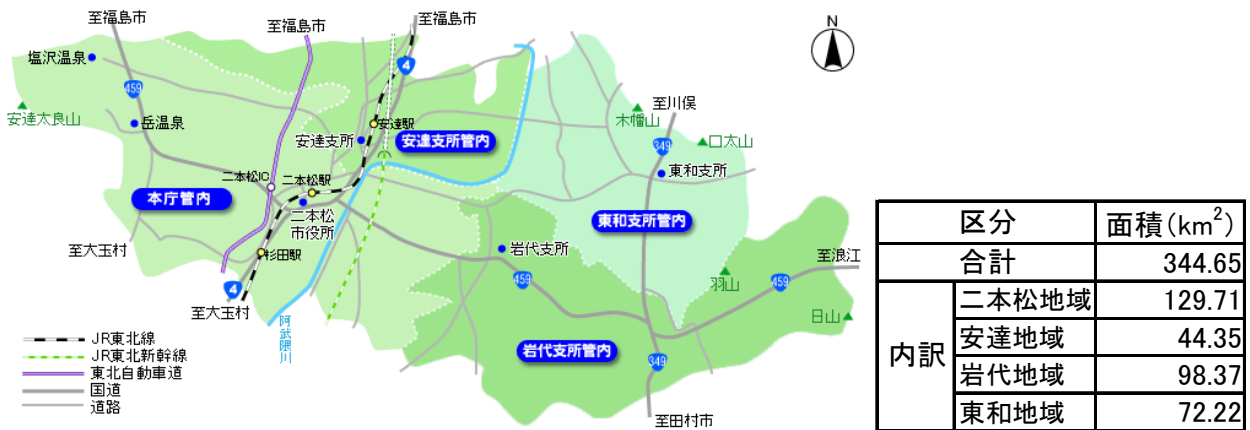 至福島市
至福島市
至福島市
N
塩沢温泉
4
459
至川俣
安達太良山
岳温泉
安達駅
木幡山
口太山
安達支所
安達支所管内
349
二本松IC
二本松駅
東和支所
本庁管内
二本松
市役所
東和支所管内
至大玉村
杉田駅
岩代支所
至浪江
4
459
羽山
459
至大玉村
日山
阿武隈川
岩代支所管内
349
至田村市
JR東北線
JR東北新幹線
東北自動車道
国道
道路
区分 面積(km²)
合計 344.65
内訳 二本松地域 129.71
安達地域 44.35
岩代地域 98.37
東和地域 72.22